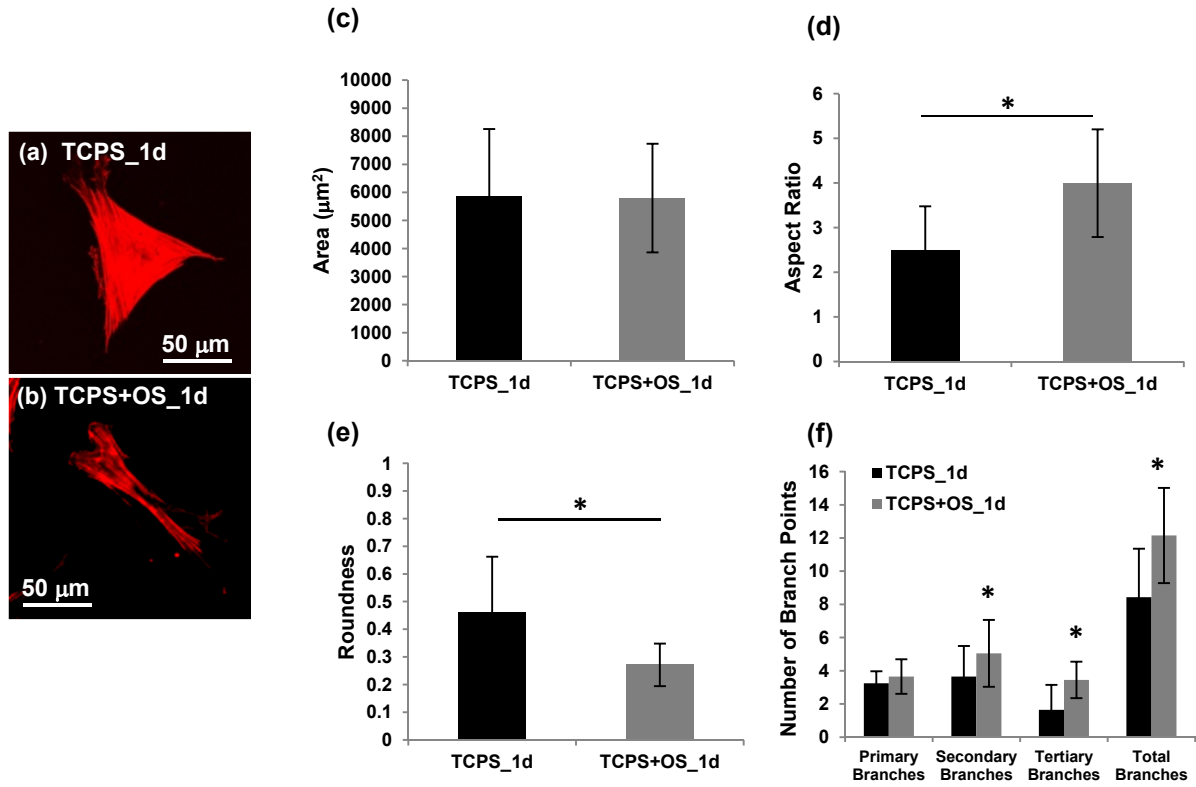 (a) TCPS_1d
50 μm
(b) TCPS+OS_1d
50 μm
(c)
Area (μm²)
10000
9000
8000
7000
6000
5000
4000
3000
2000
1000
0
TCPS_1d TCPS+OS_1d
(d)
Aspect Ratio
6
5
4
3
2
1
0
*
TCPS_1d TCPS+OS_1d
(e)
Roundness
1
0.9
0.8
0.7
0.6
0.5
0.4
0.3
0.2
0.1
0
*
TCPS_1d TCPS+OS_1d
(f)
Number of Branch Points
16
14
12
10
8
6
4
2
0
TCPS_1d
TCPS+OS_1d
*
*
*
Primary Secondary Tertiary Total
Branches Branches Branches Branches